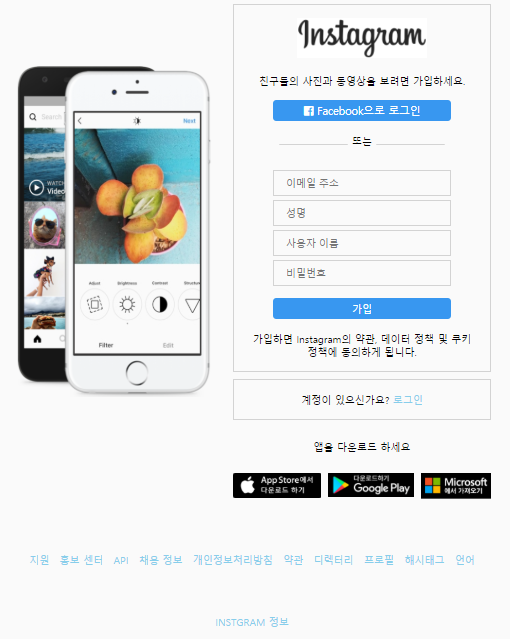 Instagram
친구들의 사진과 동영상을 보려면 가입하세요.
Facebook으로 로그인
또는
이메일 주소
성명
사용자 이름
비밀번호
가입
가입하면 Instagram의 약관, 데이터 정책 및 쿠키
정책에 동의하게 됩니다.
계정이 있으신가요? 로그인
앱을 다운로드 하세요
App Store에서
다운로드 하기
다운로드하기
Google Play
Microsoft
에서 가져오기
Search
WATCH
Video
Next
Adjust Brightness Contrast Structure
Filter Edit
지원 홍보 센터 API 채용 정보 개인정보처리방침 약관 디렉터리 프로필 해시태그 언어
INSTGRAM 정보